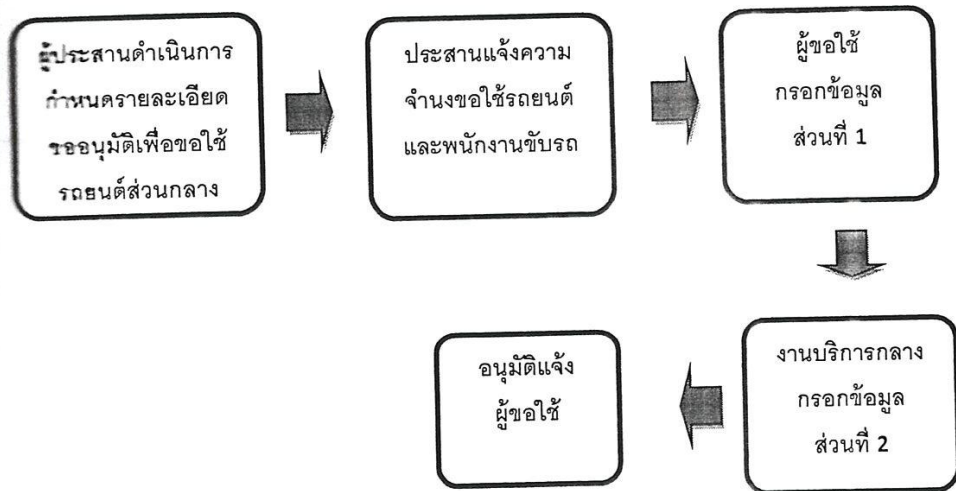 ผู้ประสานดำเนินการ
กำหนดรายละเอียด
ขออนุมัติเพื่อขอใช้
รถยนต์ส่วนกลาง
ประสานแจ้งความ
จำนงขอใช้รถยนต์
และพนักงานขับรถ
ผู้ขอใช้
กรอกข้อมูล
ส่วนที่ 1
งานบริการกลาง
กรอกข้อมูล
ส่วนที่ 2
อนุมัติแจ้ง
ผู้ขอใช้